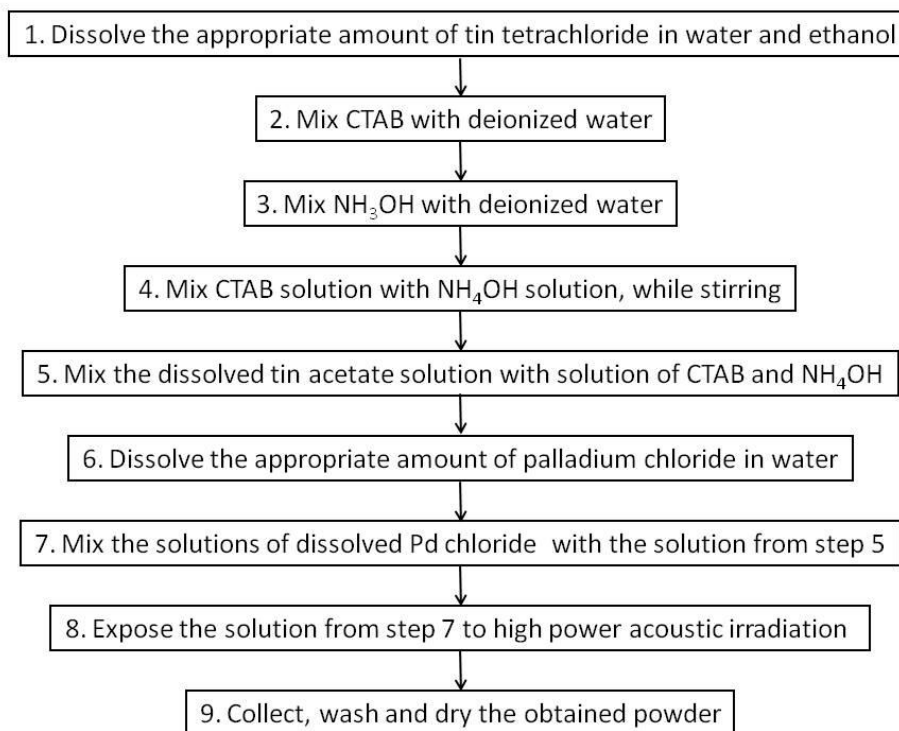 1. Dissolve the appropriate amount of tin tetrachloride in water and ethanol
2. Mix CTAB with deionized water
3. Mix NH₃OH with deionized water
4. Mix CTAB solution with NH₄OH solution, while stirring
5. Mix the dissolved tin acetate solution with solution of CTAB and NH₄OH
6. Dissolve the appropriate amount of palladium chloride in water
7. Mix the solutions of dissolved Pd chloride with the solution from step 5
8. Expose the solution from step 7 to high power acoustic irradiation
9. Collect, wash and dry the obtained powder